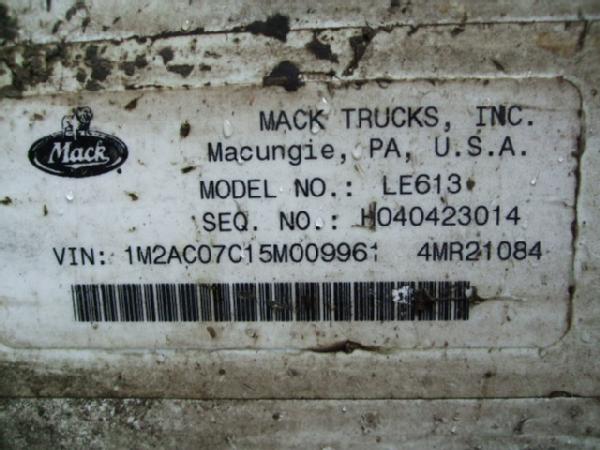 Mack
MACK TRUCKS, INC.
Macungie, PA, U.S.A.
MODEL NO.: LE613
SEQ. NO.: H040423014
VIN: 1M2AC07C15M009961 4MR21084